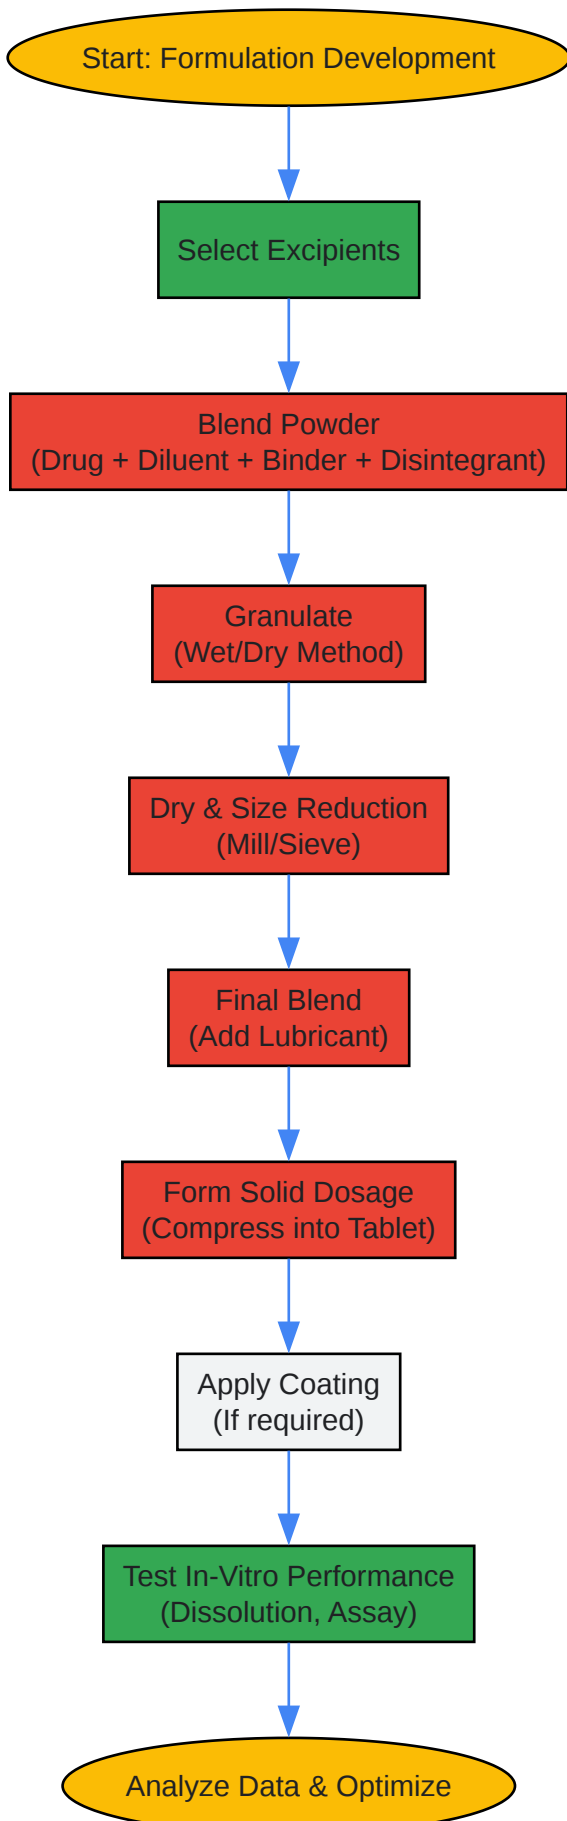 Start: Formulation Development
Select Excipients
Blend Powder
(Drug + Diluent + Binder + Disintegrant)
Granulate
(Wet/Dry Method)
Dry & Size Reduction
(Mill/Sieve)
Final Blend
(Add Lubricant)
Form Solid Dosage
(Compress into Tablet)
Apply Coating
(If required)
Test In-Vitro Performance
(Dissolution, Assay)
Analyze Data & Optimize